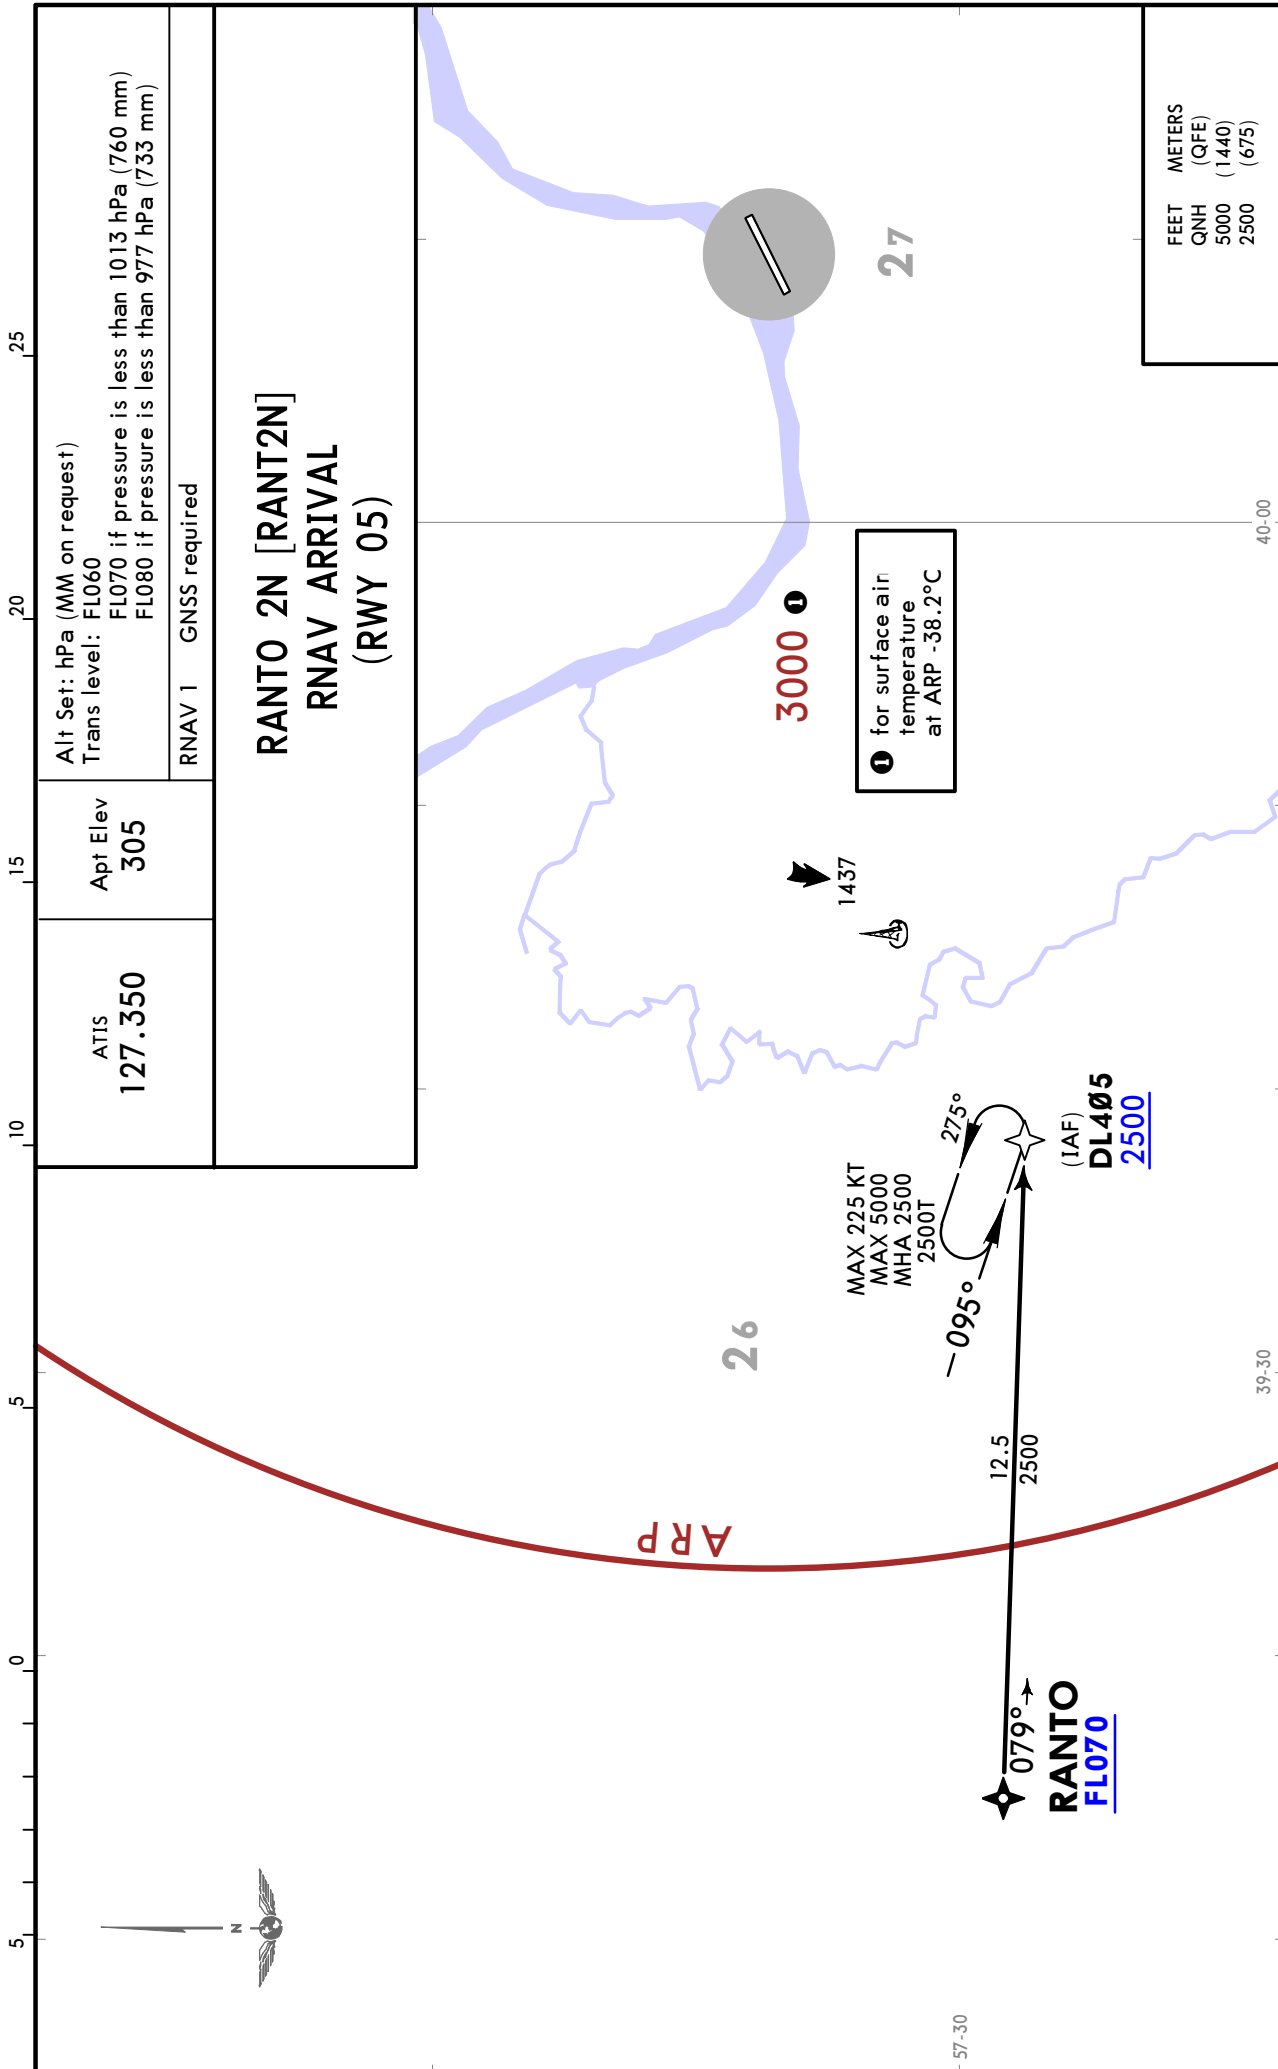 5 0 5 10 15 20 25
ATIS
127.350
Apt Elev
305
Alt Set: hPa (MM on request)
Trans level: FL060
FL070 if pressure is less than 1013 hPa (760 mm)
FL080 if pressure is less than 977 hPa (733 mm)
RNAV 1 GNSS required
RANTO 2N [RANT2N]
RNAV ARRIVAL
(RWY 05)
N
ARP
26
27
3000 1
1 for surface air
temperature
at ARP -38.2°C
1437
MAX 225 KT
MAX 5000
MHA 2500
2500T
275°
095°
(IAF)
DL4Ø5
2500
12.5
2500
079°
RANTO
FL070
57-30
39-30
40-00
FEET METERS
QNH (QFE)
5000 (1440)
2500 (675)